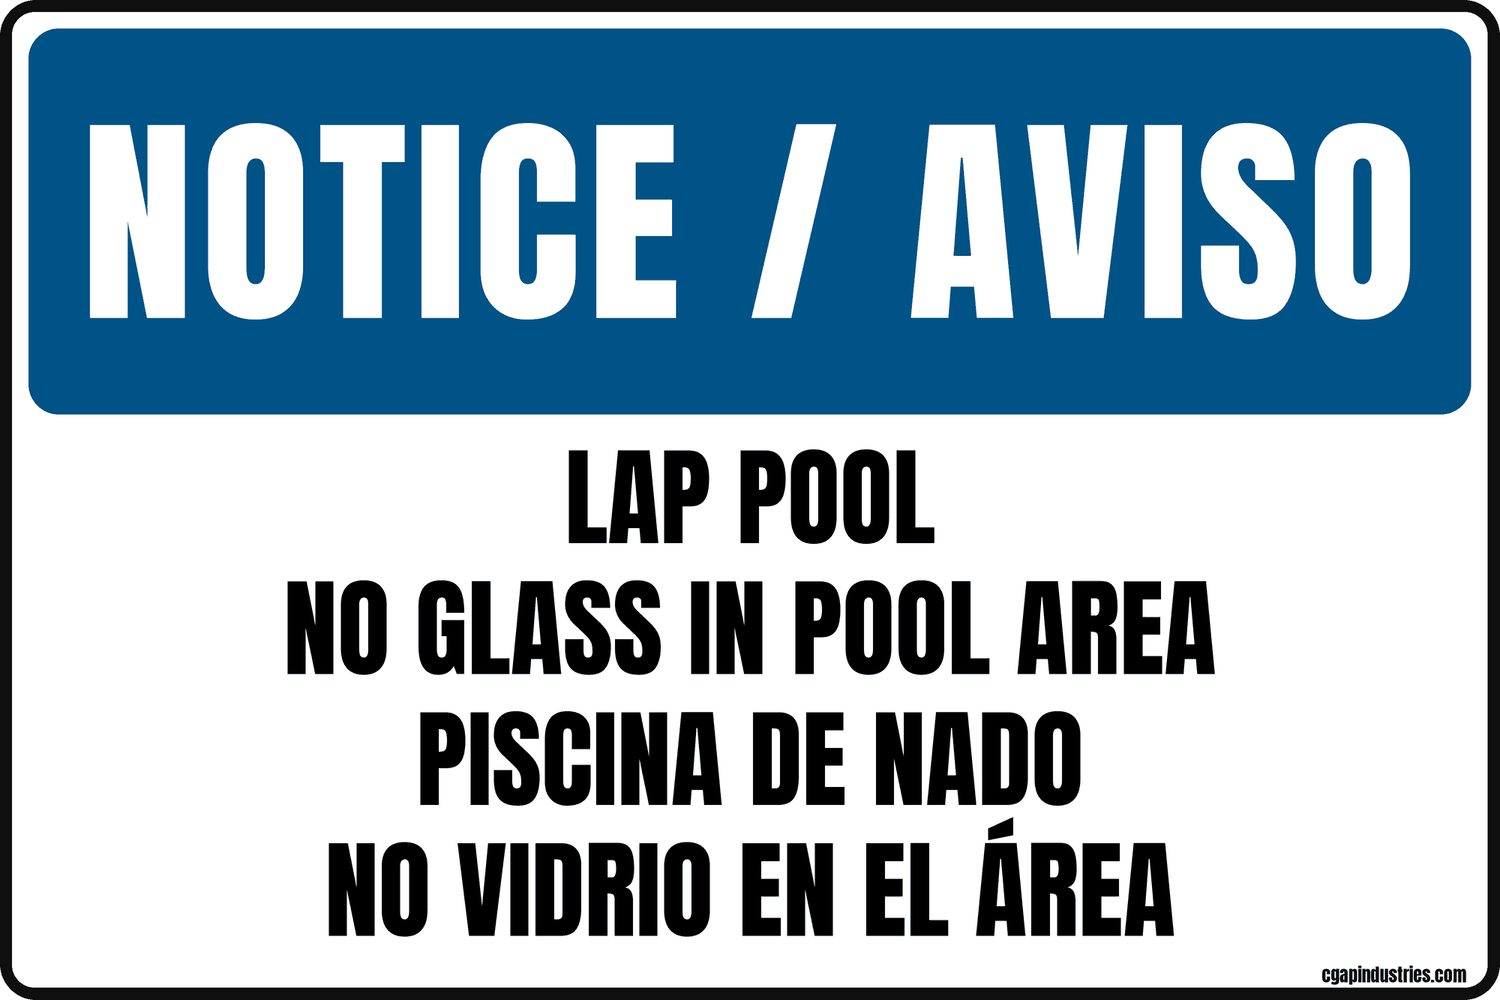 NOTICE / AVISO
LAP POOL
NO GLASS IN POOL AREA
PISCINA DE NADO
NO VIDRIO EN EL ÁREA
cgapindustries.com